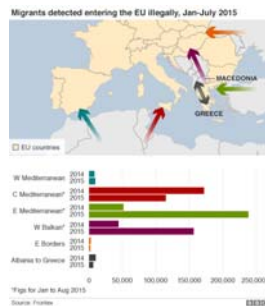 Migrants detected entering the EU illegally, Jan-July 2015
MACEDONIA
GREECE
EU countries
W Mediterranean 2014
2015
C Mediterranean* 2014
2015
E Mediterranean* 2014
2015
W Balkan* 2014
2015
E Borders 2014
2015
Albania to Greece 2014
2015
0 50,000 100,000 150,000 200,000 250,000
*Figs for Jan to Aug 2015
Source: Frontex
BBC